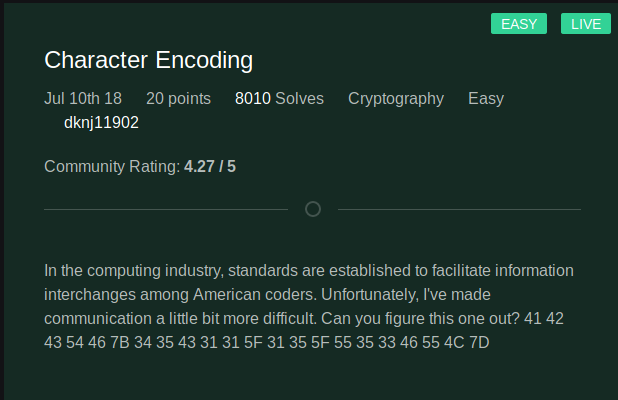 EASY LIVE
Character Encoding
Jul 10th 18 20 points 8010 Solves Cryptography Easy
dknj11902
Community Rating: 4.27 / 5
In the computing industry, standards are established to facilitate information
interchanges among American coders. Unfortunately, I've made
communication a little bit more difficult. Can you figure this one out? 41 42
43 54 46 7B 34 35 43 31 31 5F 31 35 5F 55 35 33 46 55 4C 7D